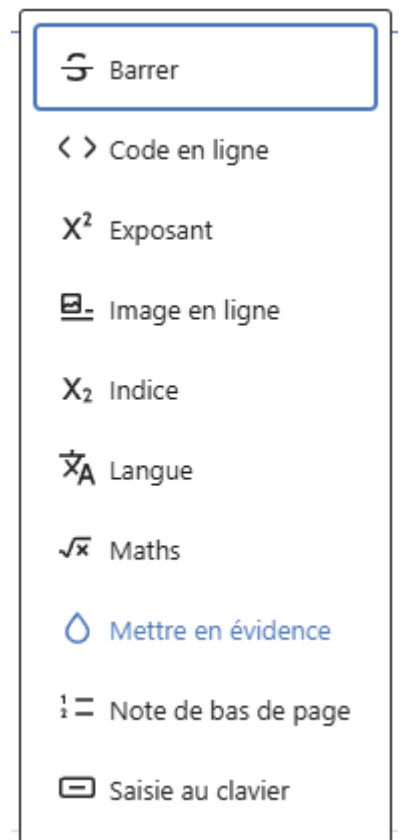 Barrer
Code en ligne
Exposant
Image en ligne
Indice
Langue
Maths
Mettre en évidence
Note de bas de page
Saisie au clavier